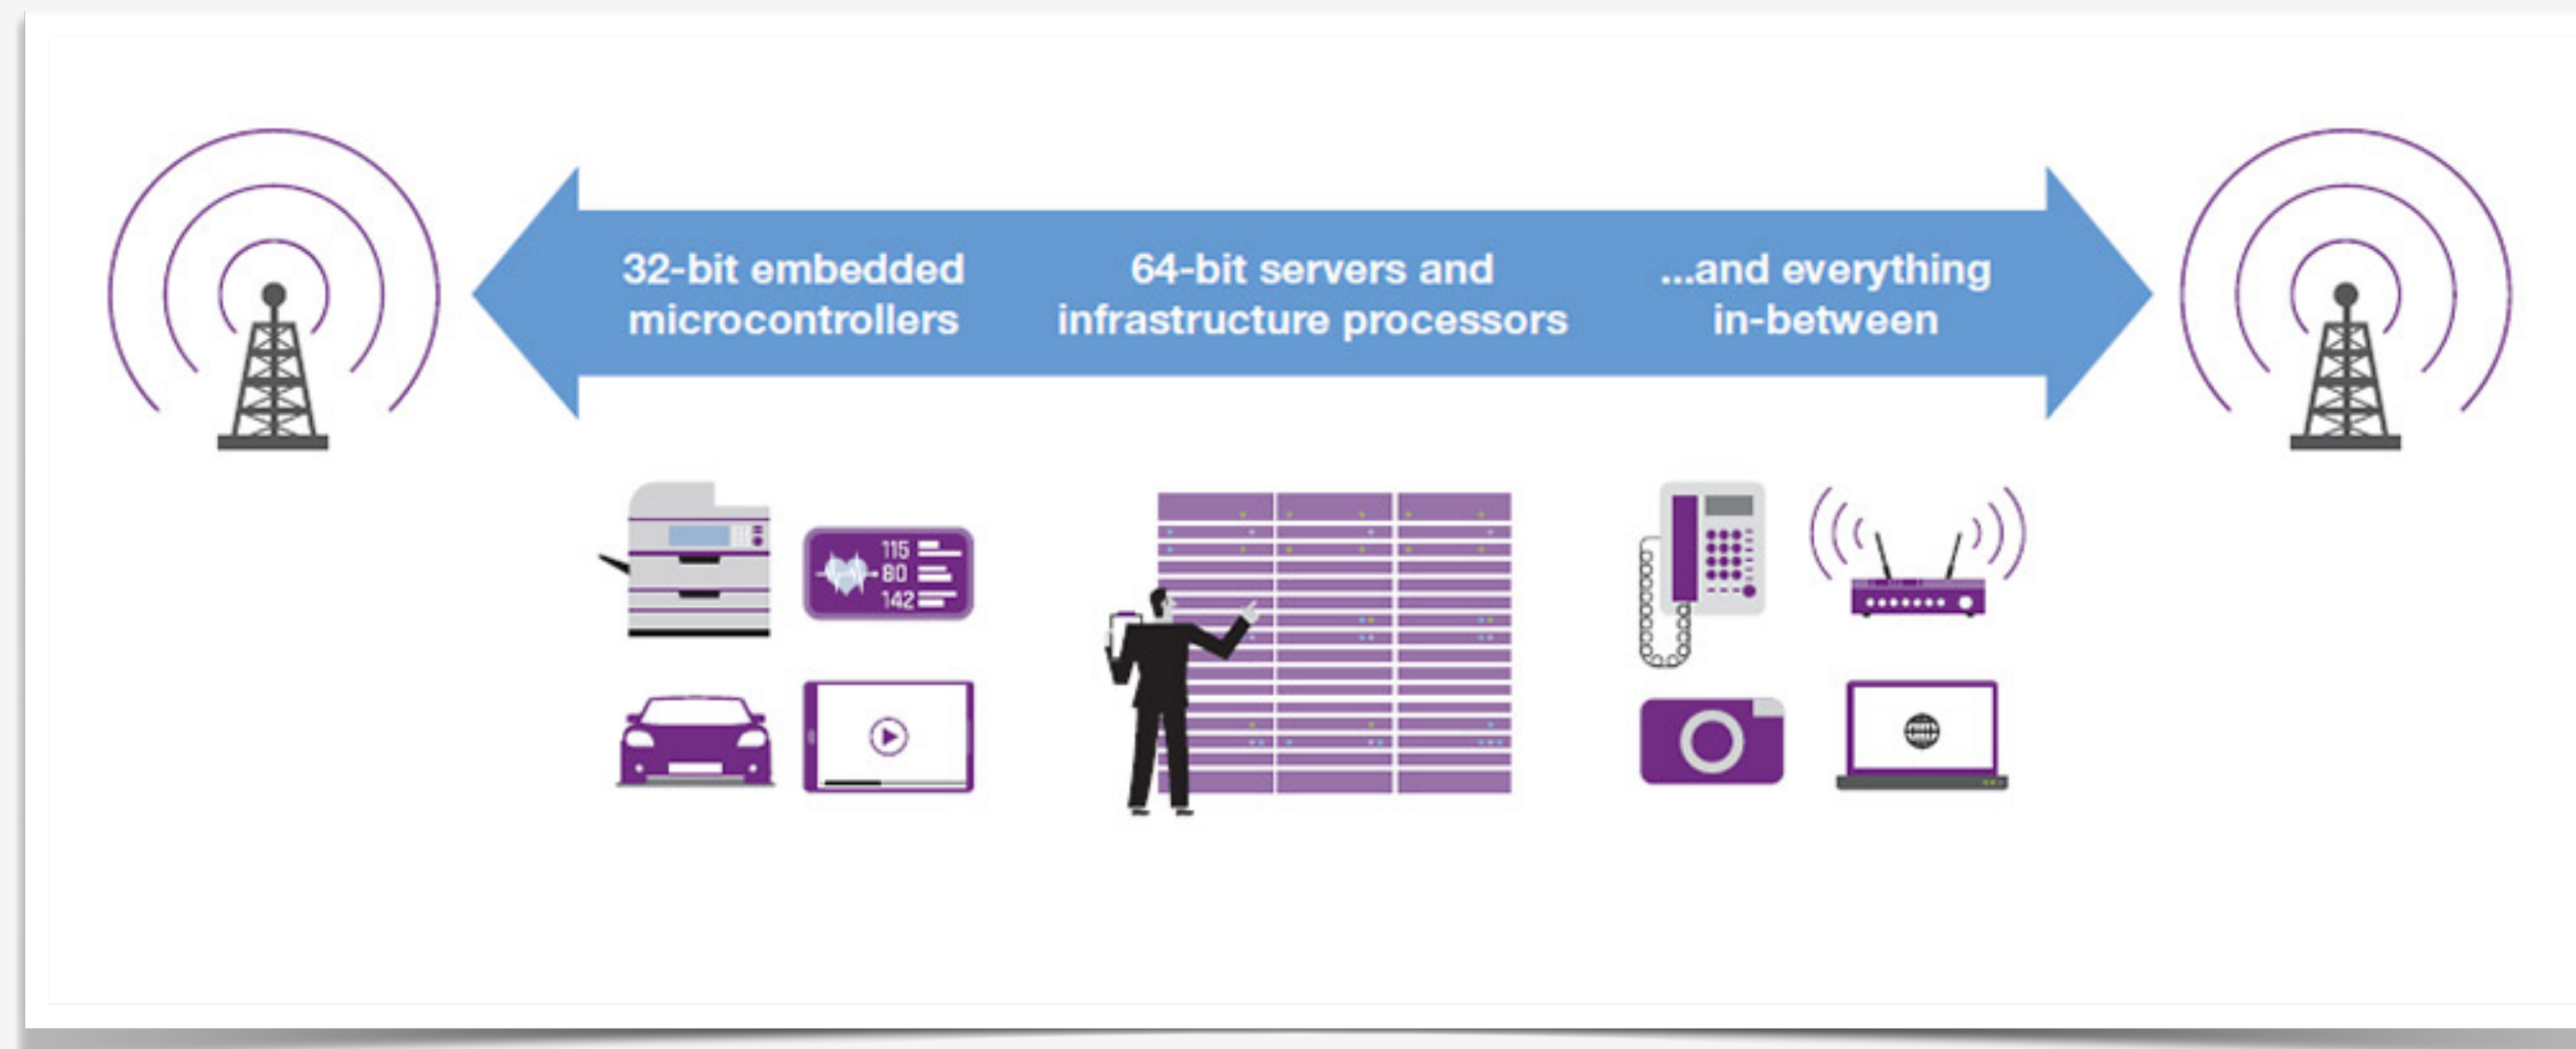 32-bit embedded
microcontrollers
64-bit servers and
infrastructure processors
...and everything
in-between
115
80
142